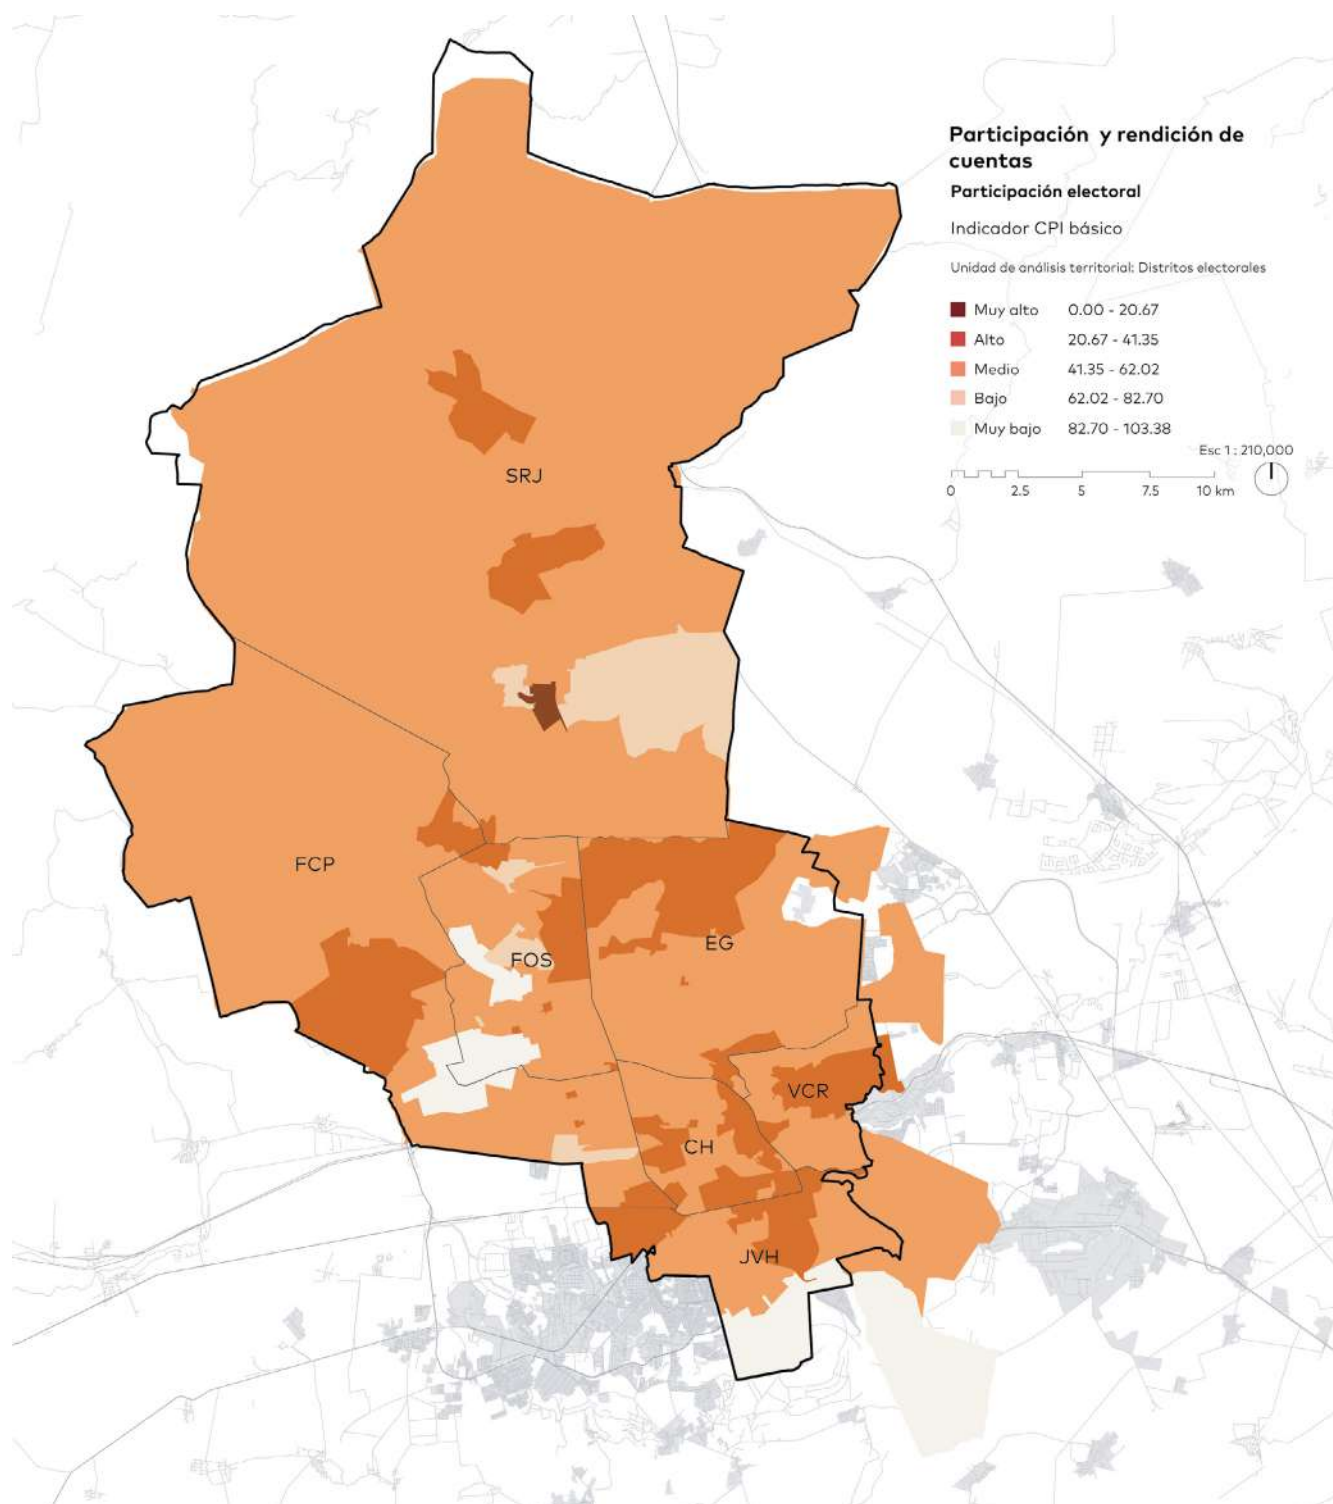 Participación y rendición de
cuentas
Participación electoral
Indicador CPI básico
Unidad de análisis territorial: Distritos electorales
Muy alto 0.00 - 20.67
Alto 20.67 - 41.35
Medio 41.35 - 62.02
Bajo 62.02 - 82.70
Muy bajo 82.70 - 103.38
Esc 1 : 210,000
0 2.5 5 7.5 10 km
SRJ
FCP
EG
FOS
VCR
CH
JVH